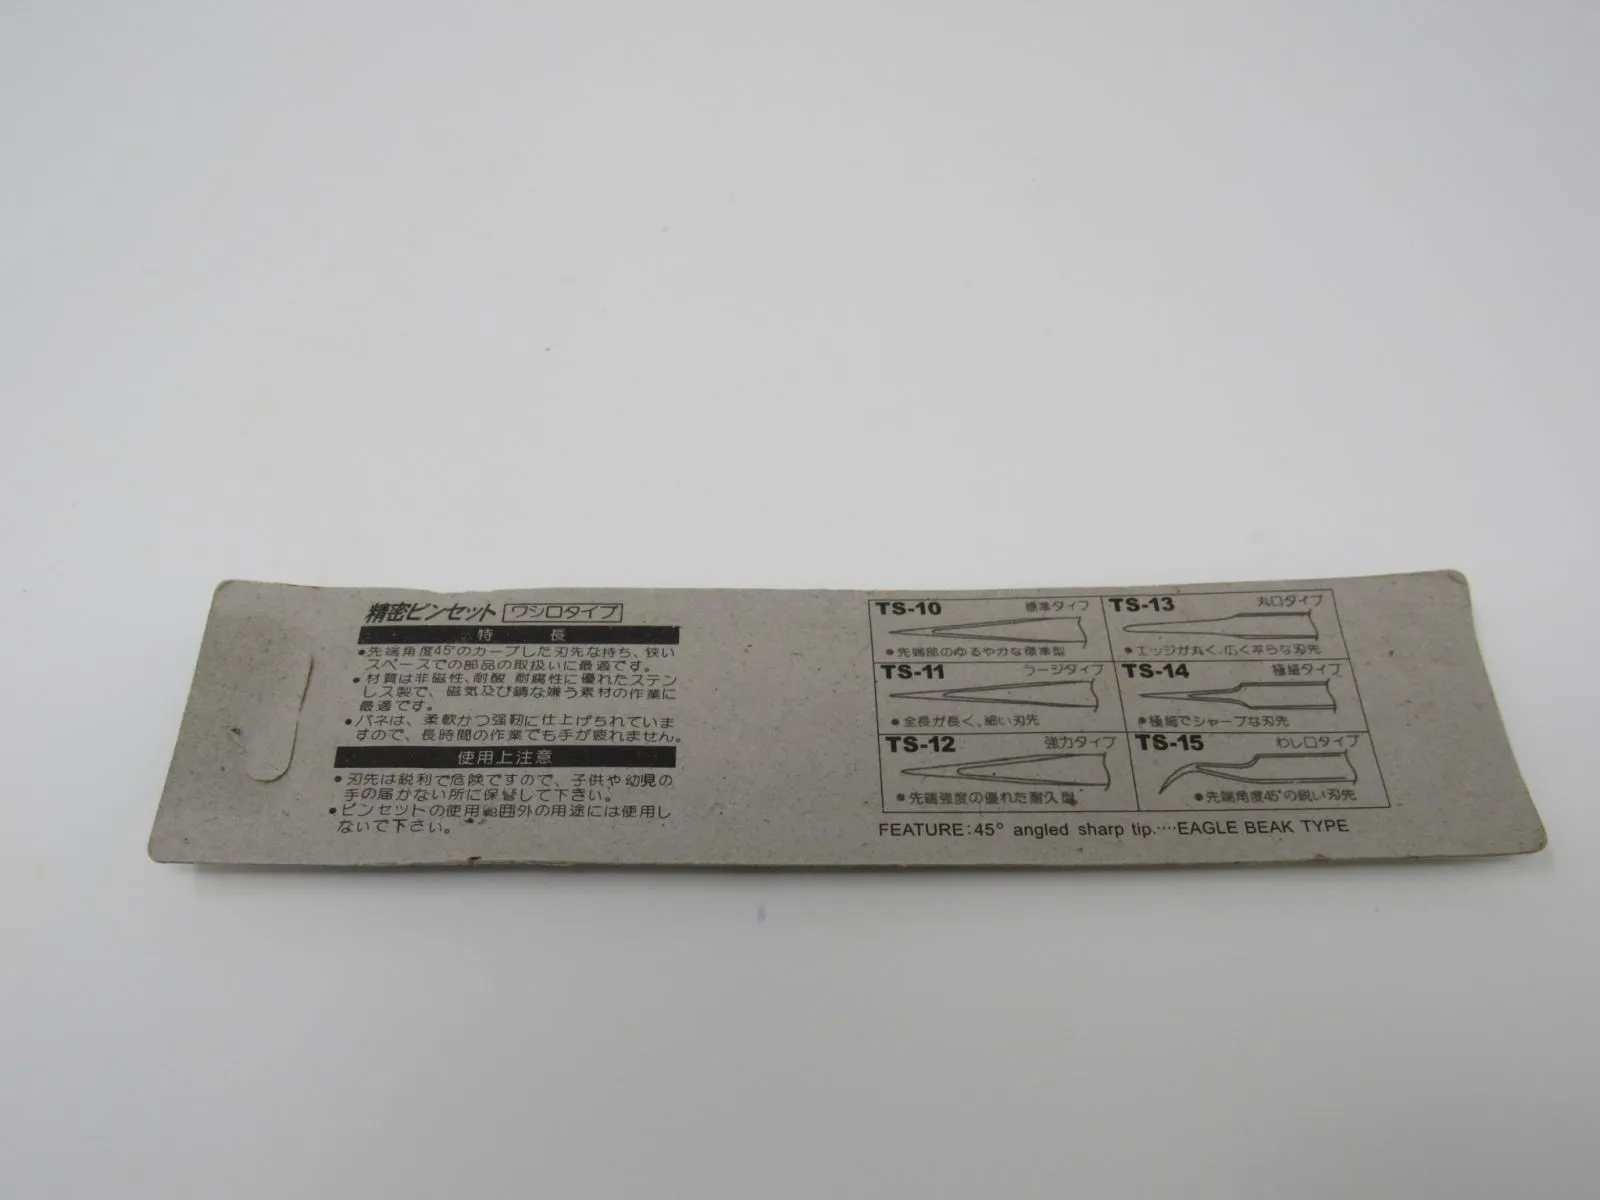 精密ピンセット ワシ口タイプ
特 長
●先端角度45°のカーブした刃先な持ち、狭い
スペースでの部品の取扱いに最適です。
●材質は非磁性、耐酸 耐腐性に優れたステン
レス製で、磁気及び錆な嫌う素材の作業に
最適です。
●バネは、柔軟かつ強靭に仕上げられていま
すので、長時間の作業でも手が疲れません。
使用上注意
●刃先は鋭利で危険ですので、子供や幼児の
手の届かない所に保管して下さい。
●ピンセットの使用範囲外の用途には使用し
ないで下さい。
TS-10 標準タイプ
●先端部のゆるやかな標準型
TS-11 ラージタイプ
●全長が長く、細い刃先
TS-12 強力タイプ
●先端強度の優れた耐久型
TS-13 丸口タイプ
●エッジが丸く、広く平らな刃先
TS-14 極細タイプ
●極細でシャープな刃先
TS-15 わし口タイプ
●先端角度45°の鋭い刃先
FEATURE:45° angled sharp tip.····EAGLE BEAK TYPE